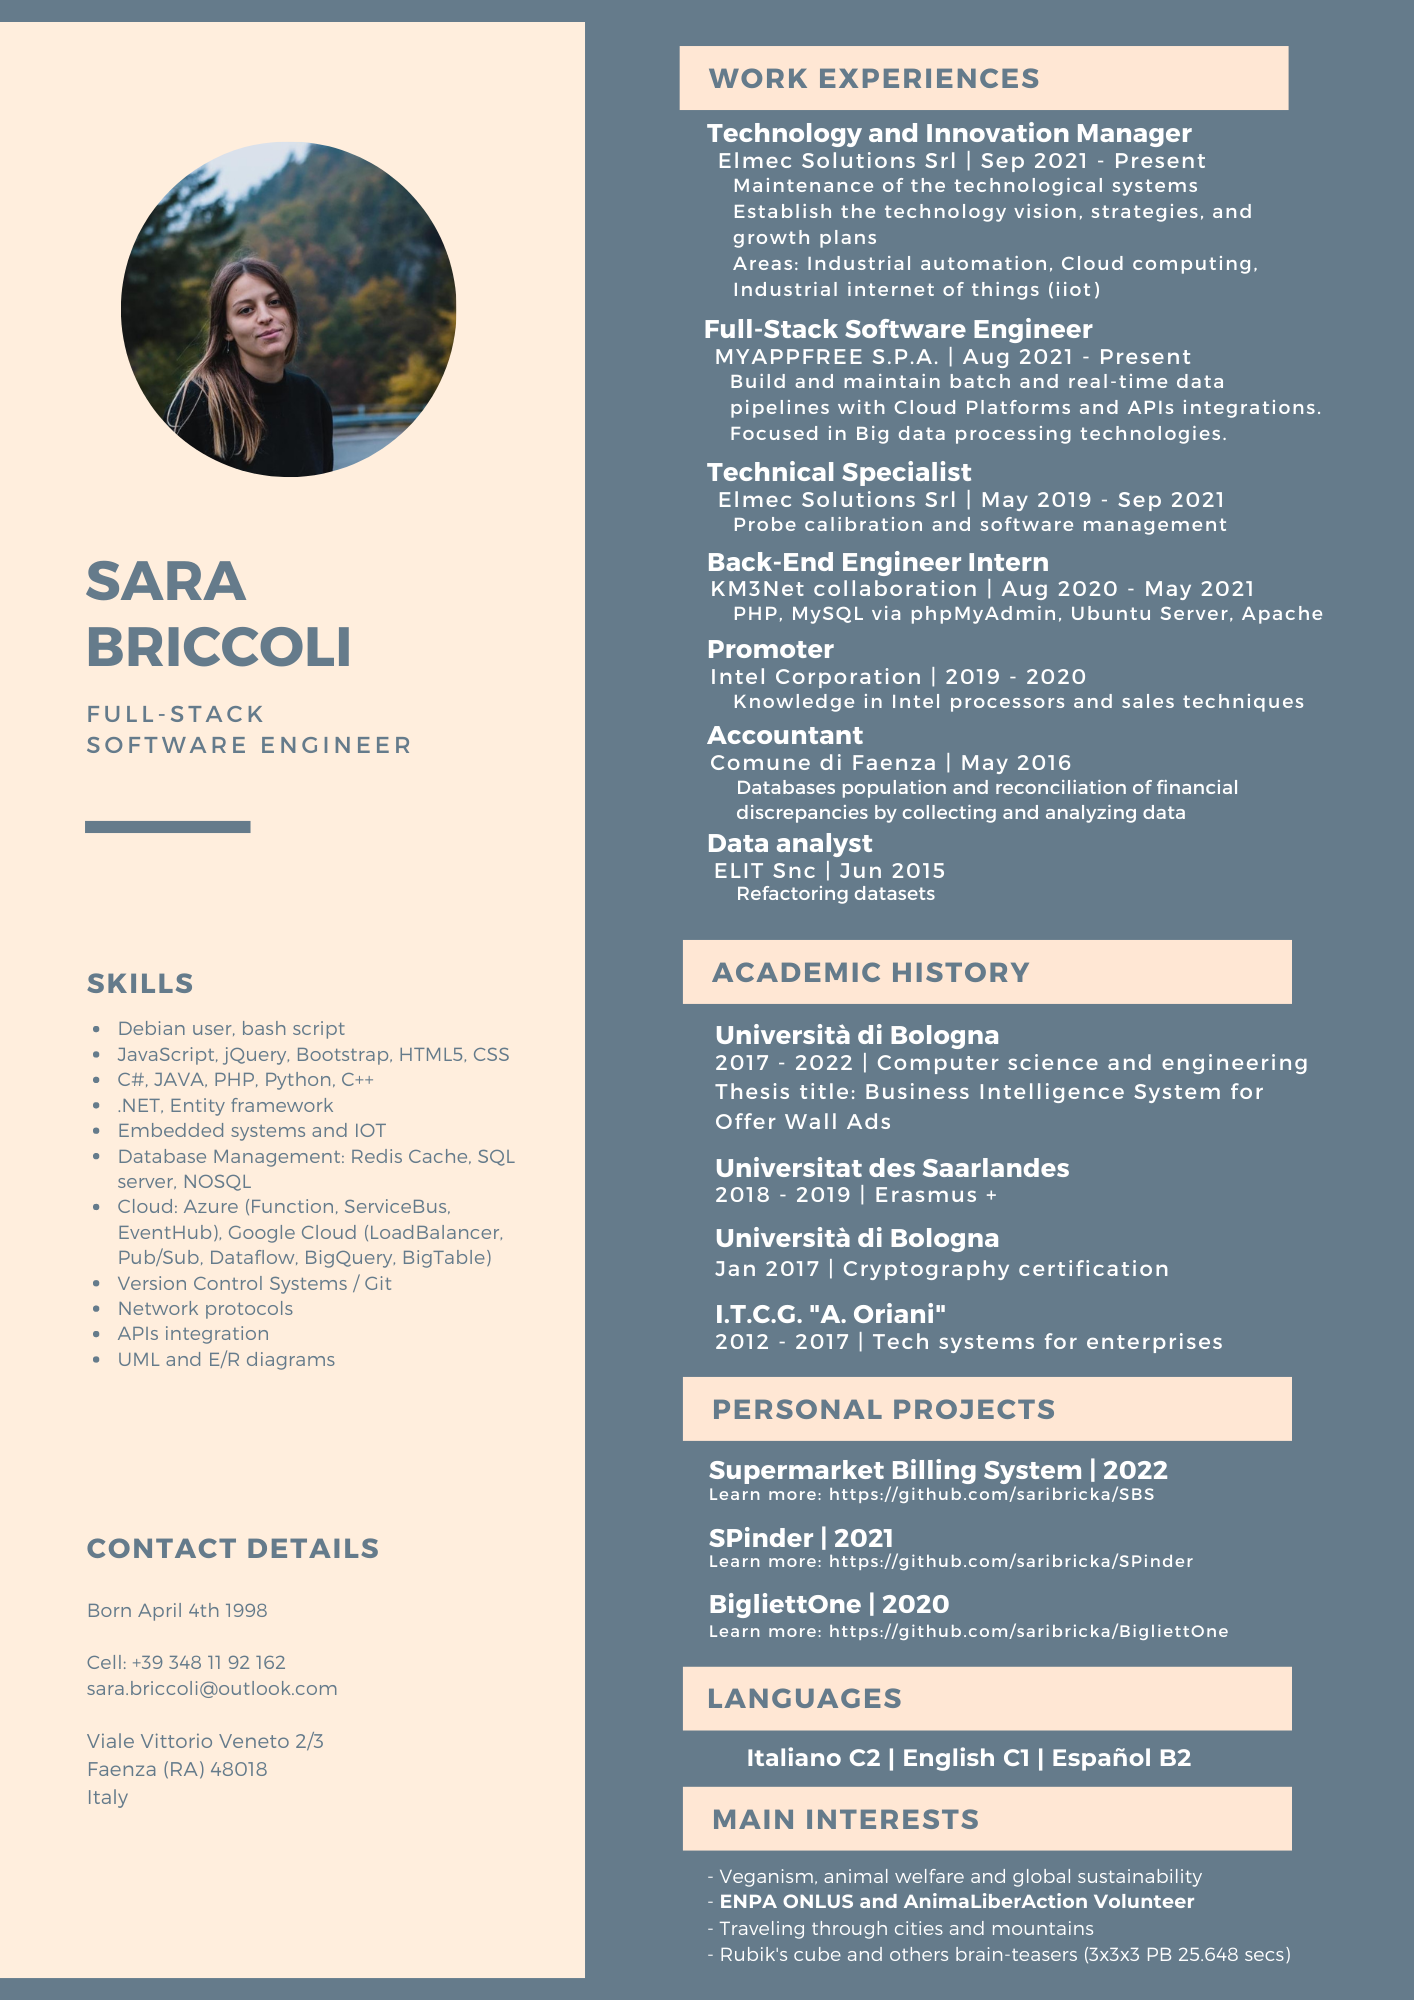 SARA
BRICCOLI
FULL-STACK
SOFTWARE ENGINEER
SKILLS
• Debian user, bash script
• JavaScript, jQuery, Bootstrap, HTML5, CSS
• C#, JAVA, PHP, Python, C++
• .NET, Entity framework
• Embedded systems and IOT
• Database Management: Redis Cache, SQL
server, NOSQL
• Cloud: Azure (Function, ServiceBus,
EventHub), Google Cloud (LoadBalancer,
Pub/Sub, Dataflow, BigQuery, BigTable)
• Version Control Systems / Git
• Network protocols
• APIs integration
• UML and E/R diagrams
CONTACT DETAILS
Born April 4th 1998
Cell: +39 348 11 92 162
sara.briccoli@outlook.com
Viale Vittorio Veneto 2/3
Faenza (RA) 48018
Italy
WORK EXPERIENCES
Technology and Innovation Manager
Elmec Solutions Srl | Sep 2021 - Present
Maintenance of the technological systems
Establish the technology vision, strategies, and
growth plans
Areas: Industrial automation, Cloud computing,
Industrial internet of things (iiot)
Full-Stack Software Engineer
MYAPPFREE S.P.A. | Aug 2021 - Present
Build and maintain batch and real-time data
pipelines with Cloud Platforms and APIs integrations.
Focused in Big data processing technologies.
Technical Specialist
Elmec Solutions Srl | May 2019 - Sep 2021
Probe calibration and software management
Back-End Engineer Intern
KM3Net collaboration | Aug 2020 - May 2021
PHP, MySQL via phpMyAdmin, Ubuntu Server, Apache
Promoter
Intel Corporation | 2019 - 2020
Knowledge in Intel processors and sales techniques
Accountant
Comune di Faenza | May 2016
Databases population and reconciliation of financial
discrepancies by collecting and analyzing data
Data analyst
ELIT Snc | Jun 2015
Refactoring datasets
ACADEMIC HISTORY
Università di Bologna
2017 - 2022 | Computer science and engineering
Thesis title: Business Intelligence System for
Offer Wall Ads
Universitat des Saarlandes
2018 - 2019 | Erasmus +
Università di Bologna
Jan 2017 | Cryptography certification
I.T.C.G. "A. Oriani"
2012 - 2017 | Tech systems for enterprises
PERSONAL PROJECTS
Supermarket Billing System | 2022
Learn more: https://github.com/saribricka/SBS
SPinder | 2021
Learn more: https://github.com/saribricka/SPinder
BigliettOne | 2020
Learn more: https://github.com/saribricka/BigliettOne
LANGUAGES
Italiano C2 | English C1 | Español B2
MAIN INTERESTS
- Veganism, animal welfare and global sustainability
- ENPA ONLUS and AnimaLiberAction Volunteer
- Traveling through cities and mountains
- Rubik's cube and others brain-teasers (3x3x3 PB 25.648 secs)